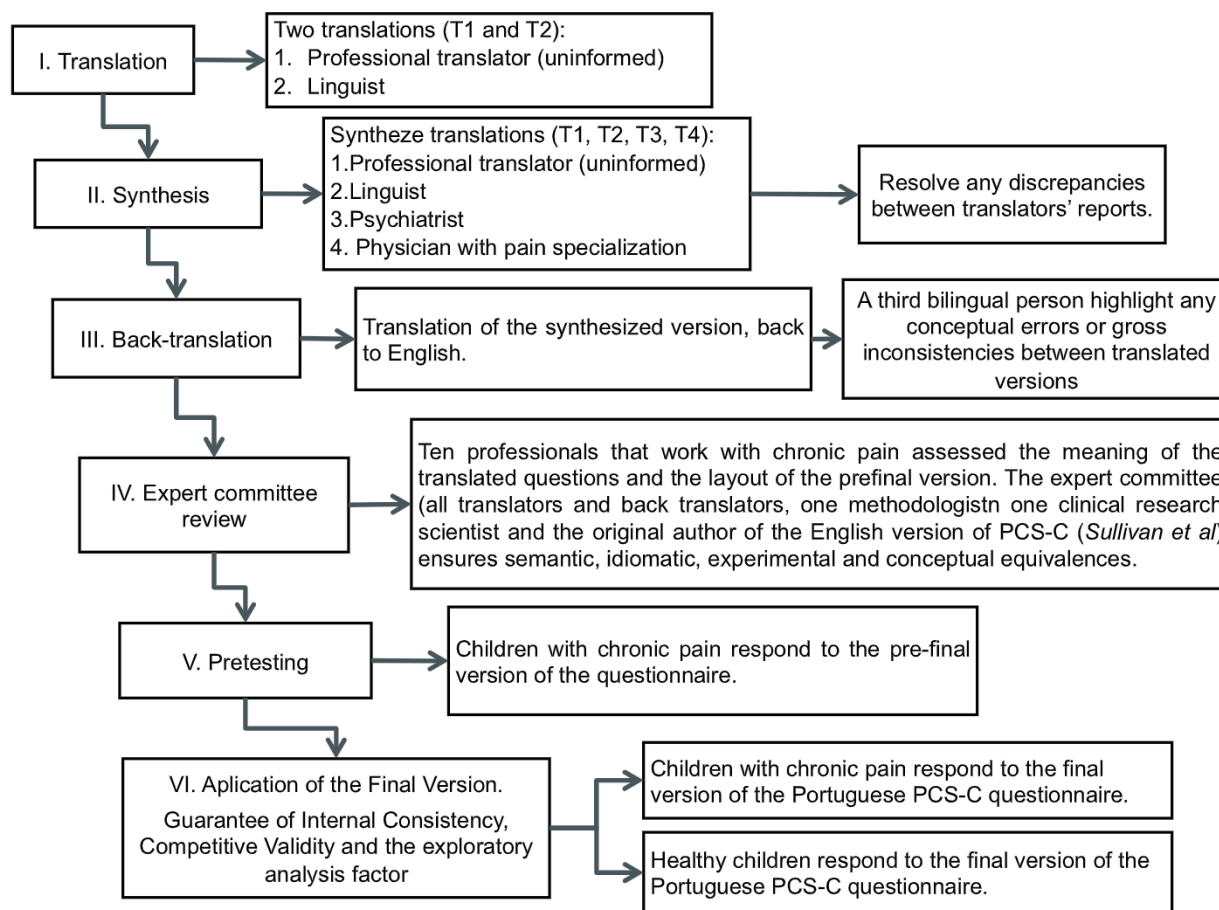 I. Translation
Two translations (T1 and T2):
1. Professional translator (uninformed)
2. Linguist
II. Synthesis
Syntheze translations (T1, T2, T3, T4):
1.Professional translator (uninformed)
2.Linguist
3.Psychiatrist
4. Physician with pain specialization
Resolve any discrepancies
between translators’ reports.
III. Back-translation
Translation of the synthesized version, back
to English.
A third bilingual person highlight any
conceptual errors or gross
inconsistencies between translated
versions
IV. Expert committee
review
Ten professionals that work with chronic pain assessed the meaning of the
translated questions and the layout of the prefinal version. The expert committee
(all translators and back translators, one methodologistn one clinical research
scientist and the original author of the English version of PCS-C (Sullivan et al)
ensures semantic, idiomatic, experimental and conceptual equivalences.
V. Pretesting
Children with chronic pain respond to the pre-final
version of the questionnaire.
VI. Aplication of the Final Version.
Guarantee of Internal Consistency,
Competitive Validity and the exploratory
analysis factor
Children with chronic pain respond to the final
version of the Portuguese PCS-C questionnaire.
Healthy children respond to the final version of the
Portuguese PCS-C questionnaire.